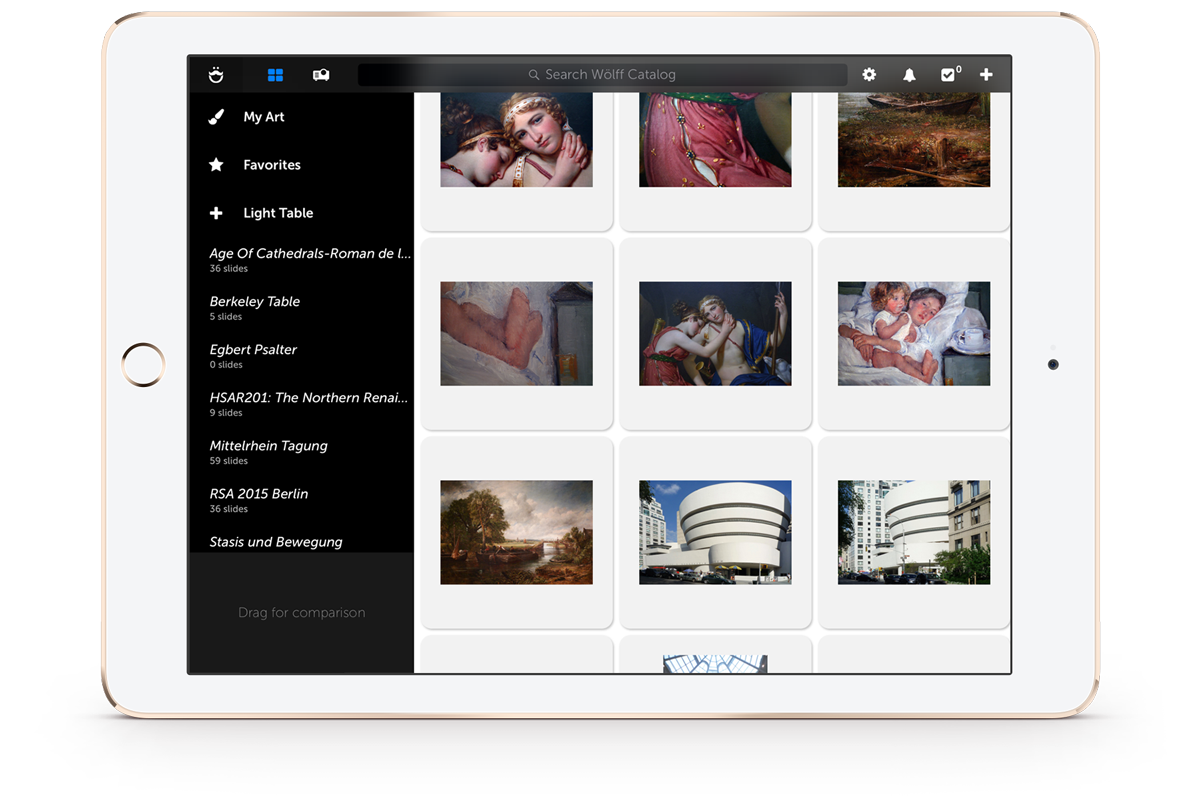 Search Wölff Catalog
0
My Art
Favorites
Light Table
Age Of Cathedrals-Roman de l...
36 slides
Berkeley Table
5 slides
Egbert Psalter
0 slides
HSAR201: The Northern Renai...
9 slides
Mittelrhein Tagung
59 slides
RSA 2015 Berlin
36 slides
Stasis und Bewegung
Drag for comparison